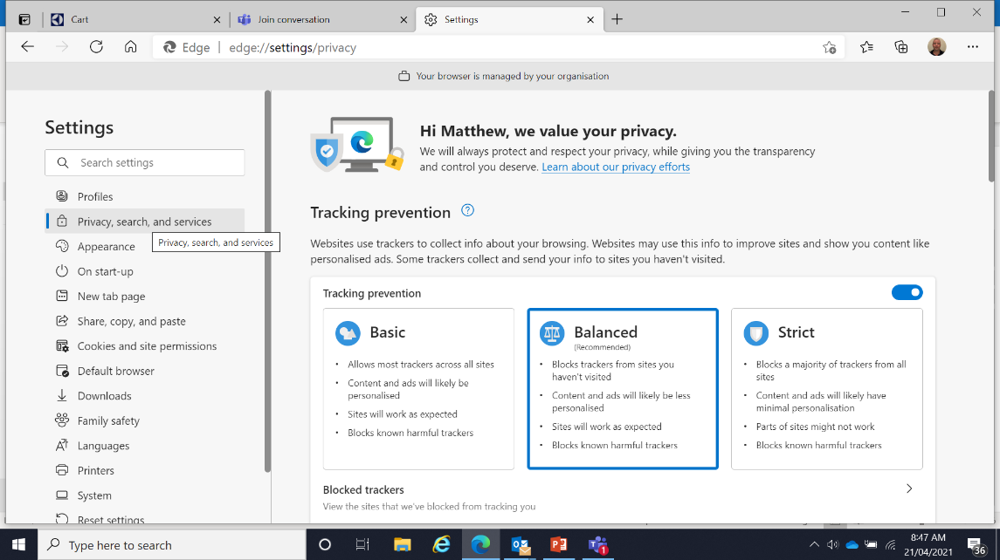 Cart
Join conversation
Settings
Edge
edge://settings/privacy
Your browser is managed by your organisation
Settings
Search settings
Profiles
Privacy, search, and services
Privacy, search, and services
Appearance
On start-up
New tab page
Share, copy, and paste
Cookies and site permissions
Default browser
Downloads
Family safety
Languages
Printers
System
Reset settings
Hi Matthew, we value your privacy.
We will always protect and respect your privacy, while giving you the transparency
and control you deserve. Learn about our privacy efforts
Tracking prevention
Websites use trackers to collect info about your browsing. Websites may use this info to improve sites and show you content like
personalised ads. Some trackers collect and send your info to sites you haven't visited.
Tracking prevention
Basic
• Allows most trackers across all sites
• Content and ads will likely be
personalised
• Sites will work as expected
• Blocks known harmful trackers
Balanced
(Recommended)
• Blocks trackers from sites you
haven't visited
• Content and ads will likely be less
personalised
• Sites will work as expected
• Blocks known harmful trackers
Strict
• Blocks a majority of trackers from all
sites
• Content and ads will likely have
minimal personalisation
• Parts of sites might not work
• Blocks known harmful trackers
Blocked trackers
View the sites that we've blocked from tracking you
Type here to search
1
8:47 AM
21/04/2021
36